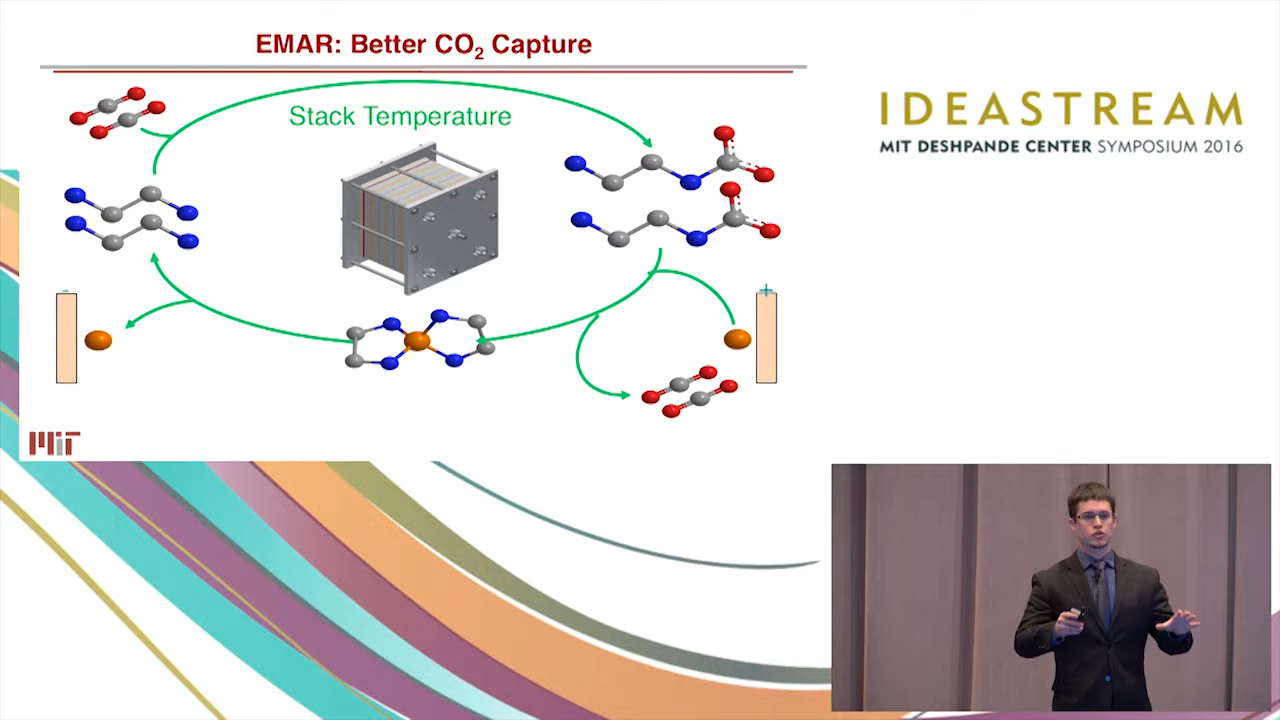 EMAR: Better CO2 Capture
Stack Temperature
-
+
MIT
IDEASTREAM
MIT DESHPANDE CENTER SYMPOSIUM 2016